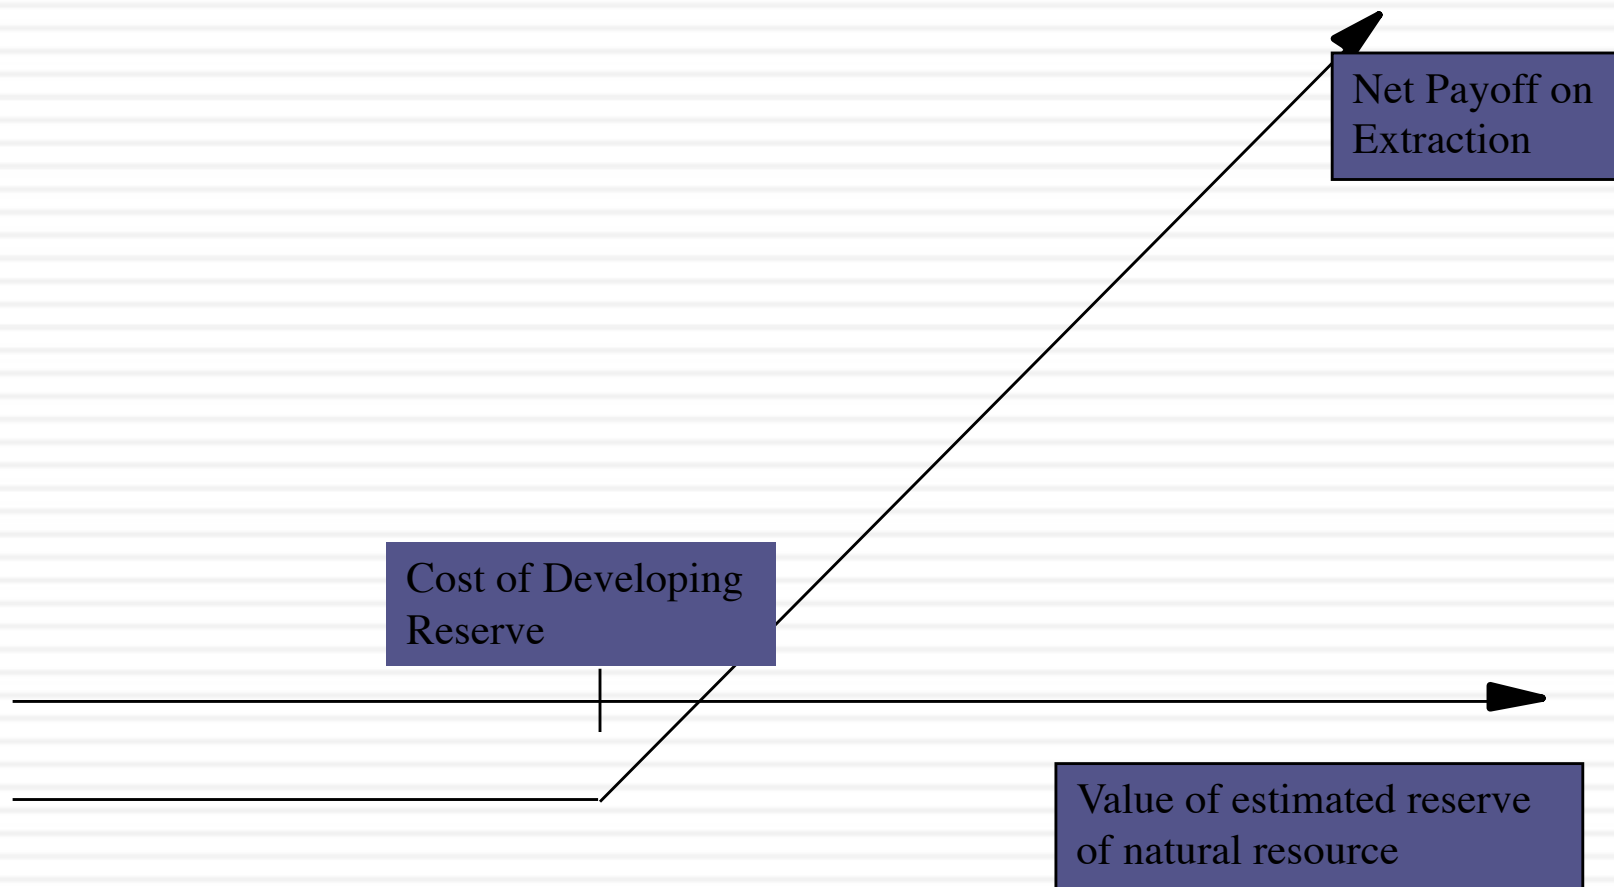 Net Payoff on
Extraction
Cost of Developing
Reserve
Value of estimated reserve
of natural resource